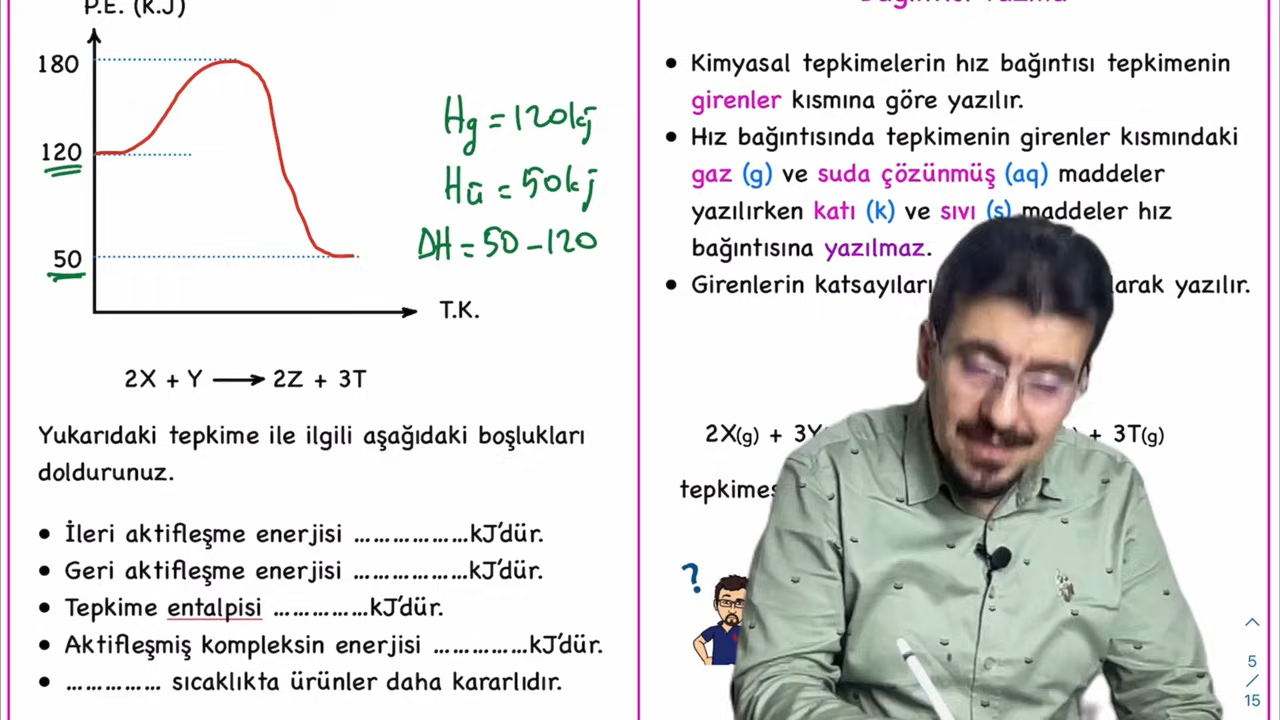 P.E. (KJ)
180
120
50
T.K.
Hg = 120kj
Hü = 50kj
ΔH = 50 - 120
2X + Y ⟶ 2Z + 3T
Yukarıdaki tepkime ile ilgili aşağıdaki boşlukları
doldurunuz.
• İleri aktifleşme enerjisi ………………kJ'dür.
• Geri aktifleşme enerjisi ………………kJ'dür.
• Tepkime entalpisi ……………kJ'dür.
• Aktifleşmiş kompleksin enerjisi ……………kJ'dür.
• …………… sıcaklıkta ürünler daha kararlıdır.
Bağıntısı Yazma
• Kimyasal tepkimelerin hız bağıntısı tepkimenin
girenler kısmına göre yazılır.
• Hız bağıntısında tepkimenin girenler kısmındaki
gaz (g) ve suda çözünmüş (aq) maddeler
yazılırken katı (k) ve sıvı (s) maddeler hız
bağıntısına yazılmaz.
• Girenlerin katsayıları yazılır.
2X(g) + 3Y + 3T(g)
?
5
/
15